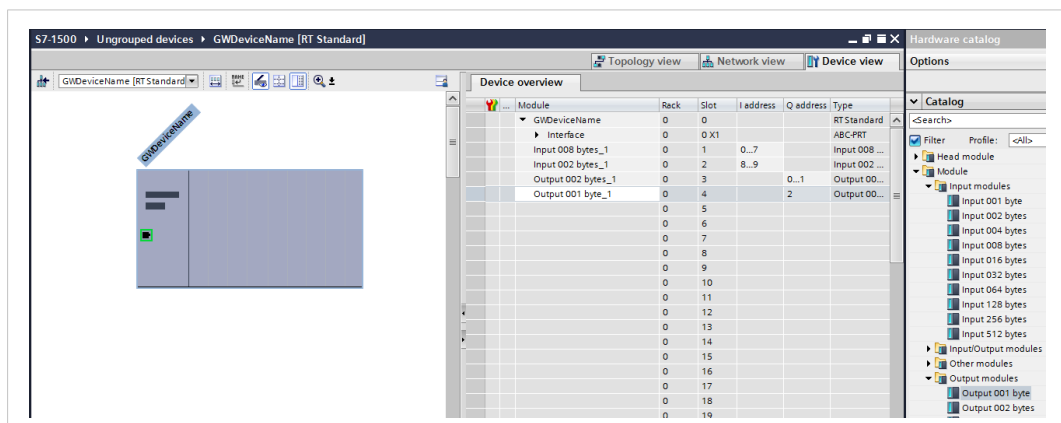 S7-1500 ▸ Ungrouped devices ▸ GWDeviceName [RT Standard]
Hardware catalog
Topology view Network view Device view
Options
GWDeviceName [RT Standard]
Device overview
GWDeviceName
... Module Rack Slot I address Q address Type
GWDeviceName 0 0 RT Standard
Interface 0 0 X1 ABC-PRT
Input 008 bytes_1 0 1 0...7 Input 008 ...
Input 002 bytes_1 0 2 8...9 Input 002 ...
Output 002 bytes_1 0 3 0...1 Output 00...
Output 001 byte_1 0 4 2 Output 00...
0 5
0 6
0 7
0 8
0 9
0 10
0 11
0 12
0 13
0 14
0 15
0 16
0 17
0 18
0 19
Catalog
<Search>
Filter Profile: <All>
Head module
Module
Input modules
Input 001 byte
Input 002 bytes
Input 004 bytes
Input 008 bytes
Input 016 bytes
Input 032 bytes
Input 064 bytes
Input 128 bytes
Input 256 bytes
Input 512 bytes
Input/Output modules
Other modules
Output modules
Output 001 byte
Output 002 bytes